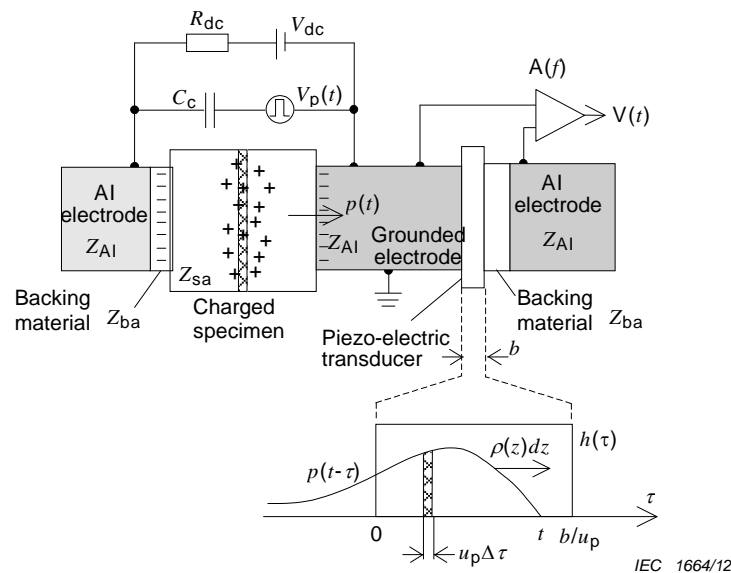 R_dc
V_dc
C_c
V_p(t)
A(f)
V(t)
Al
electrode
Z_Al
Z_sa
p(t)
Z_Al
Grounded
electrode
Al
electrode
Z_Al
Backing
material Z_ba
Charged
specimen
Piezo-electric
transducer
Backing
material Z_ba
b
h(τ)
p(t-τ)
ρ(z)dz
τ
0
t
b/u_p
u_pΔτ
IEC 1664/12